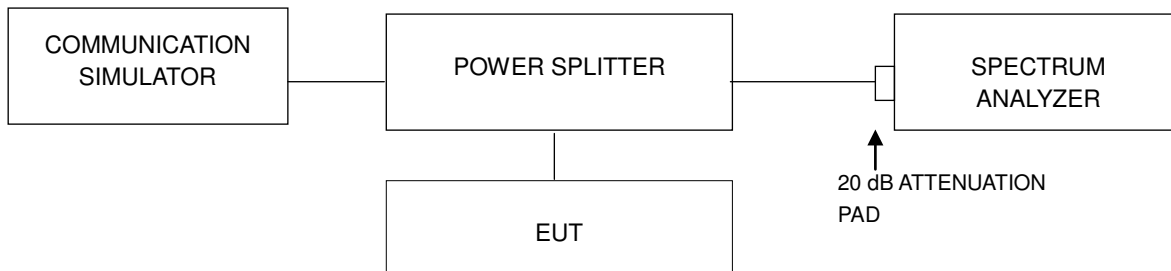 COMMUNICATION
SIMULATOR
POWER SPLITTER
SPECTRUM
ANALYZER
20 dB ATTENUATION
PAD
EUT